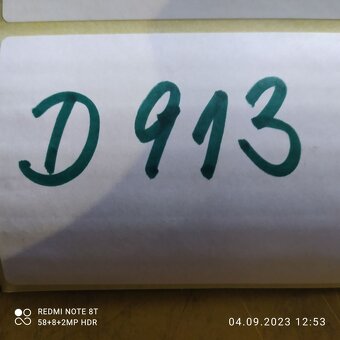 D 913
REDMI NOTE 8T
58+8+2MP HDR
04.09.2023 12:53